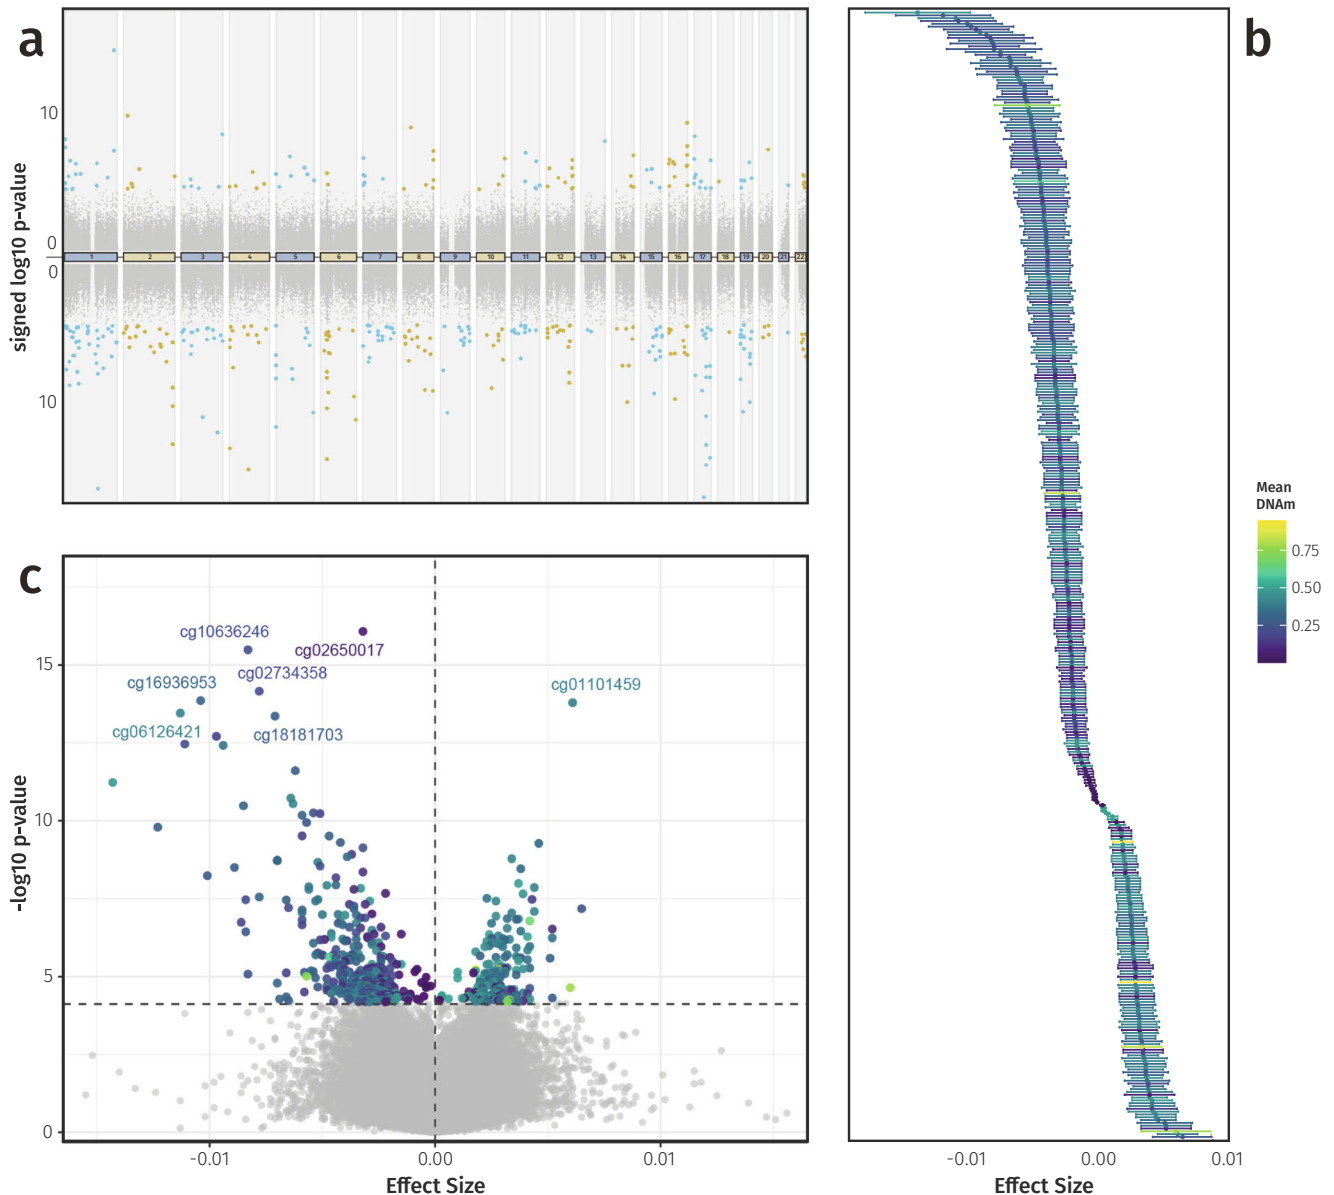 a
signed log10 p-value
10
0
1 2 3 4 5 6 7 8 9 10 11 12 13 14 15 16 17 18 19 20 21 22
0
10
b
Mean
DNAm
0.75
0.50
0.25
-0.01 0.00 0.01
Effect Size
c
-log10 p-value
15
10
5
0
cg10636246
cg02650017
cg02734358
cg16936953
cg01101459
cg06126421
cg18181703
-0.01 0.00 0.01
Effect Size